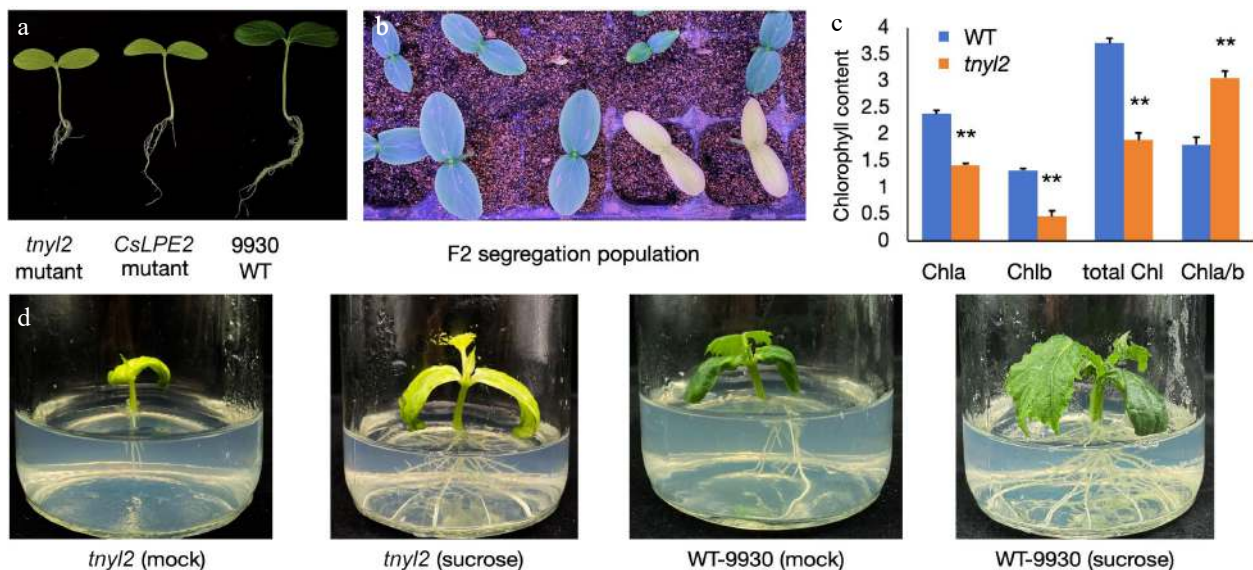 a
tnyl2
mutant
CsLPE2
mutant
9930
WT
b
F2 segregation population
c
Chlorophyll content
4
3.5
3
2.5
2
1.5
1
0.5
0
WT
tnyl2
**
**
**
**
Chla
Chlb
total Chl
Chla/b
d
tnyl2 (mock)
tnyl2 (sucrose)
WT-9930 (mock)
WT-9930 (sucrose)